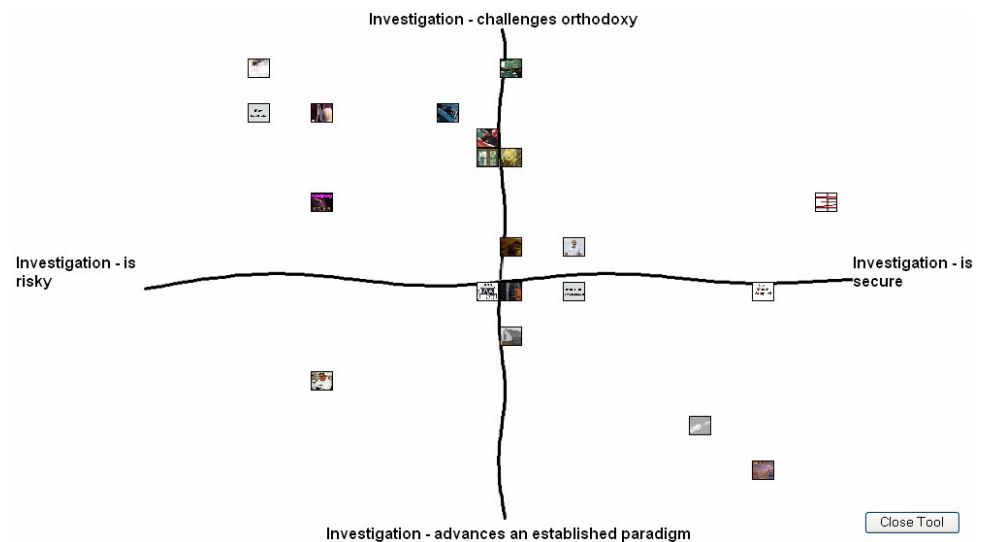 Investigation - challenges orthodoxy
Investigation - is
risky
Investigation - is
secure
Investigation - advances an established paradigm
Close Tool